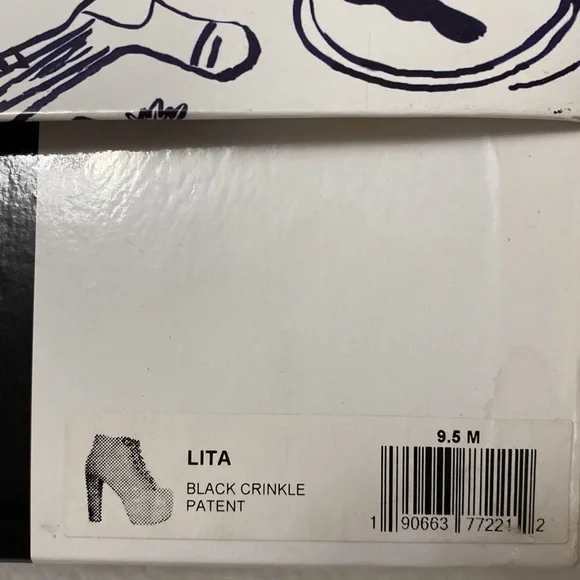 9.5 M
LITA
BLACK CRINKLE
PATENT
1 90663 77221 2